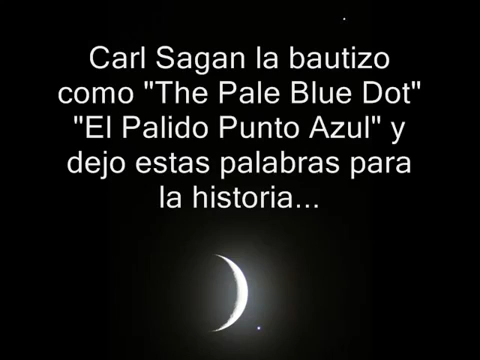 Carl Sagan la bautizo
como "The Pale Blue Dot"
"El Palido Punto Azul" y
dejo estas palabras para
la historia...